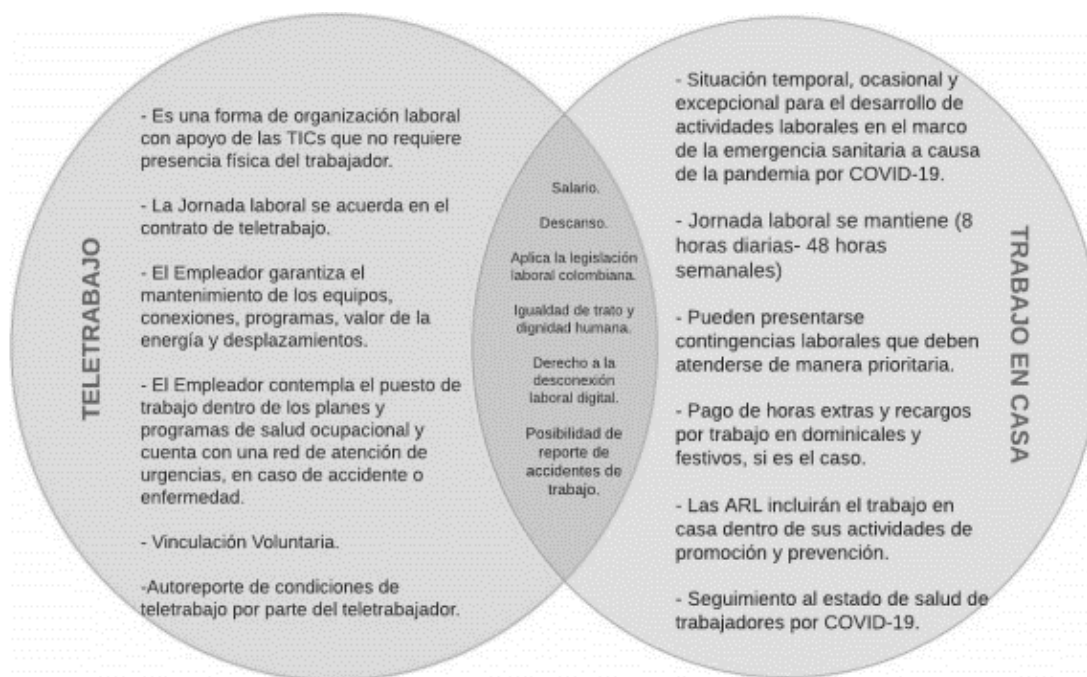 TELETRABAJO
- Es una forma de organización laboral
con apoyo de las TICs que no requiere
presencia física del trabajador.
- La Jornada laboral se acuerda en el
contrato de teletrabajo.
- El Empleador garantiza el
mantenimiento de los equipos,
conexiones, programas, valor de la
energía y desplazamientos.
- El Empleador contempla el puesto de
trabajo dentro de los planes y
programas de salud ocupacional y
cuenta con una red de atención de
urgencias, en caso de accidente o
enfermedad.
- Vinculación Voluntaria.
-Autoreporte de condiciones de
teletrabajo por parte del teletrabajador.
Salario.
Descanso.
Aplica la legislación
laboral colombiana.
Igualdad de trato y
dignidad humana.
Derecho a la
desconexión
laboral digital.
Posibilidad de
reporte de
accidentes de
trabajo.
- Situación temporal, ocasional y
excepcional para el desarrollo de
actividades laborales en el marco
de la emergencia sanitaria a causa
de la pandemia por COVID-19.
- Jornada laboral se mantiene (8
horas diarias- 48 horas
semanales)
- Pueden presentarse
contingencias laborales que deben
atenderse de manera prioritaria.
- Pago de horas extras y recargos
por trabajo en dominicales y
festivos, si es el caso.
- Las ARL incluirán el trabajo en
casa dentro de sus actividades de
promoción y prevención.
- Seguimiento al estado de salud de
trabajadores por COVID-19.
TRABAJO EN CASA